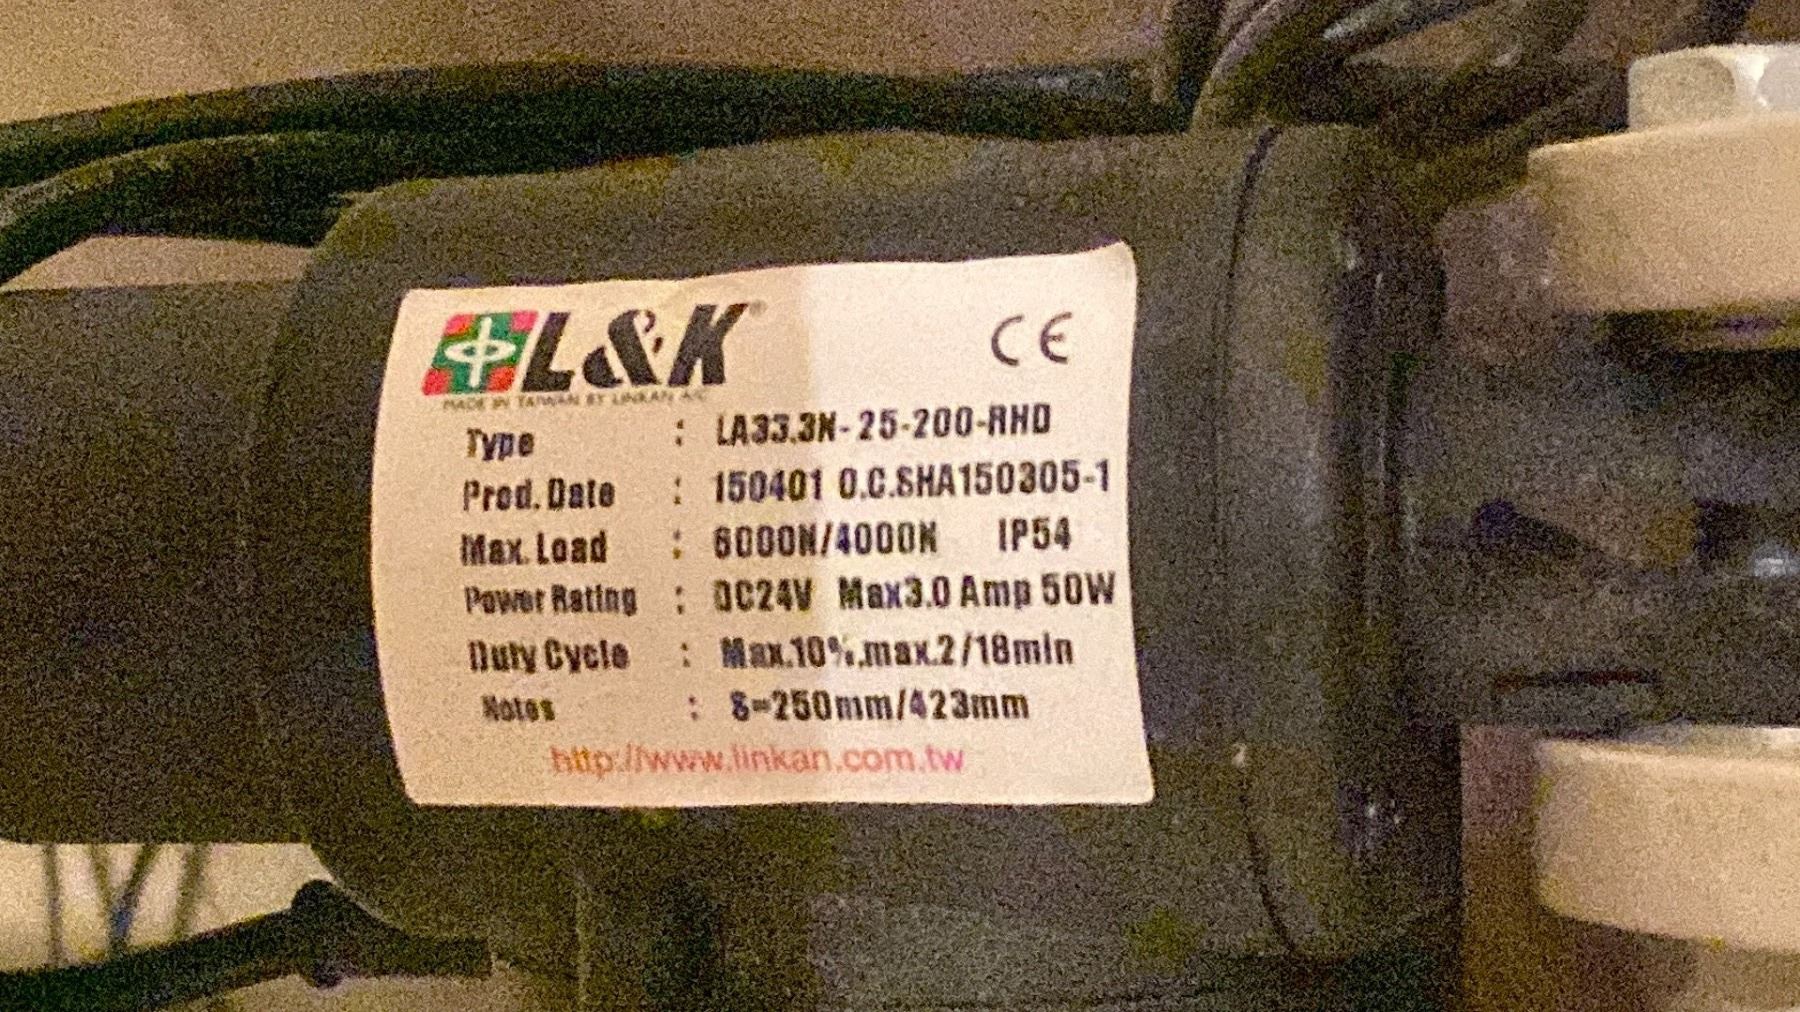 L&K®
CE
MADE IN TAIWAN BY LINKAN A/C
Type : LA33.3N-25-200-RHD
Prod. Date : 150401 O.C.SHA150305-1
Max. Load : 6000N/4000N IP54
Power Rating : DC24V Max3.0 Amp 50W
Duty Cycle : Max.10%.max.2/18min
Notes : S=250mm/423mm
http://www.linkan.com.tw